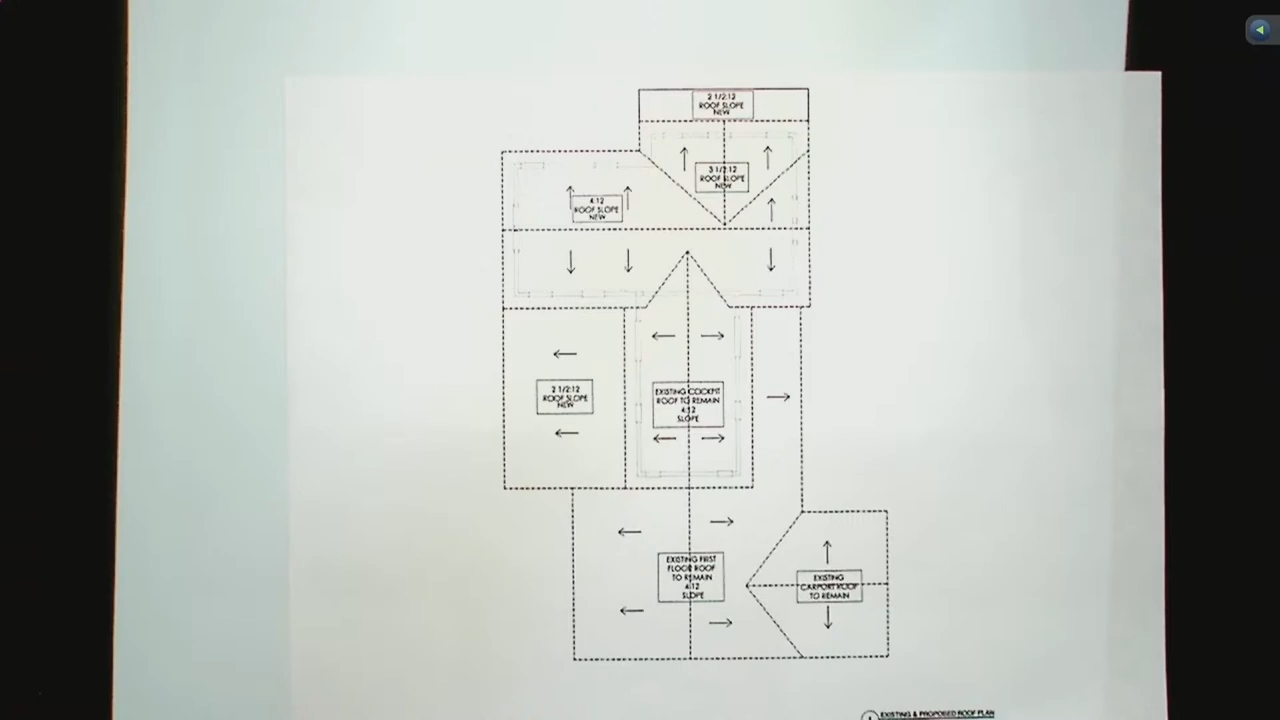 2 1/2:12
ROOF SLOPE
NEW
3 1/2:12
ROOF SLOPE
NEW
4:12
ROOF SLOPE
NEW
2 1/2:12
ROOF SLOPE
NEW
EXISTING COCKPIT
ROOF TO REMAIN
4:12
SLOPE
EXISTING FIRST
FLOOR ROOF
TO REMAIN
4:12
SLOPE
EXISTING
CARPORT ROOF
TO REMAIN
EXISTING & PROPOSED ROOF PLAN